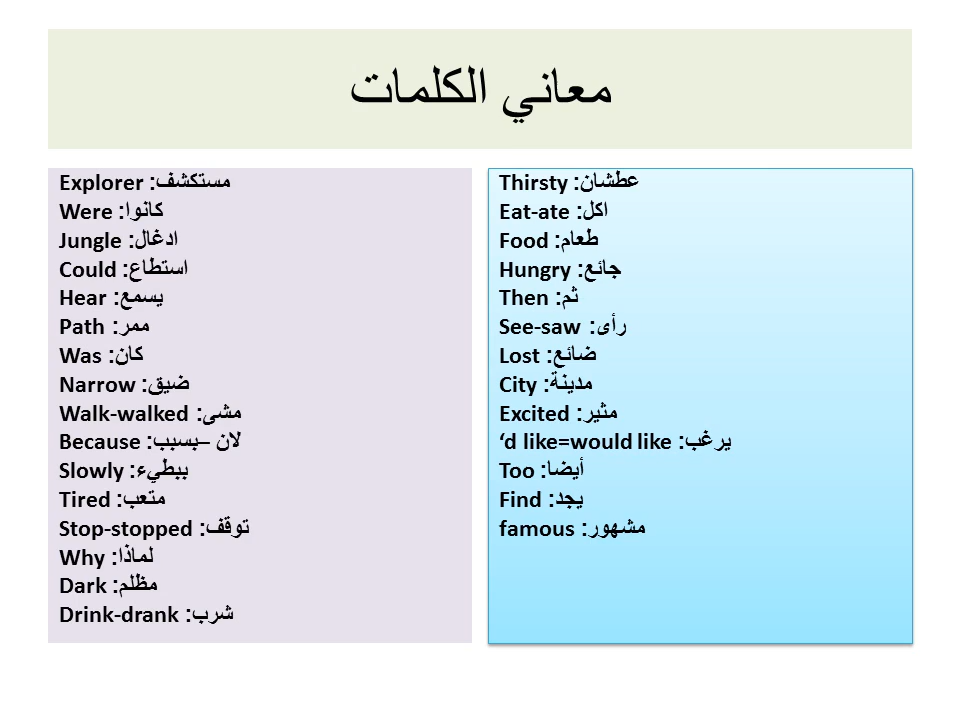 معاني الكلمات
Explorer :مستكشف
Were :كانوا
Jungle :ادغال
Could :استطاع
Hear :يسمع
Path :ممر
Was :كان
Narrow :ضيق
Walk-walked :مشى
Because :لان –بسبب
Slowly :ببطيء
Tired :متعب
Stop-stopped :توقف
Why :لماذا
Dark :مظلم
Drink-drank :شرب
Thirsty :عطشان
Eat-ate :اكل
Food :طعام
Hungry :جائع
Then :ثم
See-saw :رأى
Lost :ضائع
City :مدينة
Excited :مثير
‘d like=would like :يرغب
Too :أيضا
Find :يجد
famous :مشهور